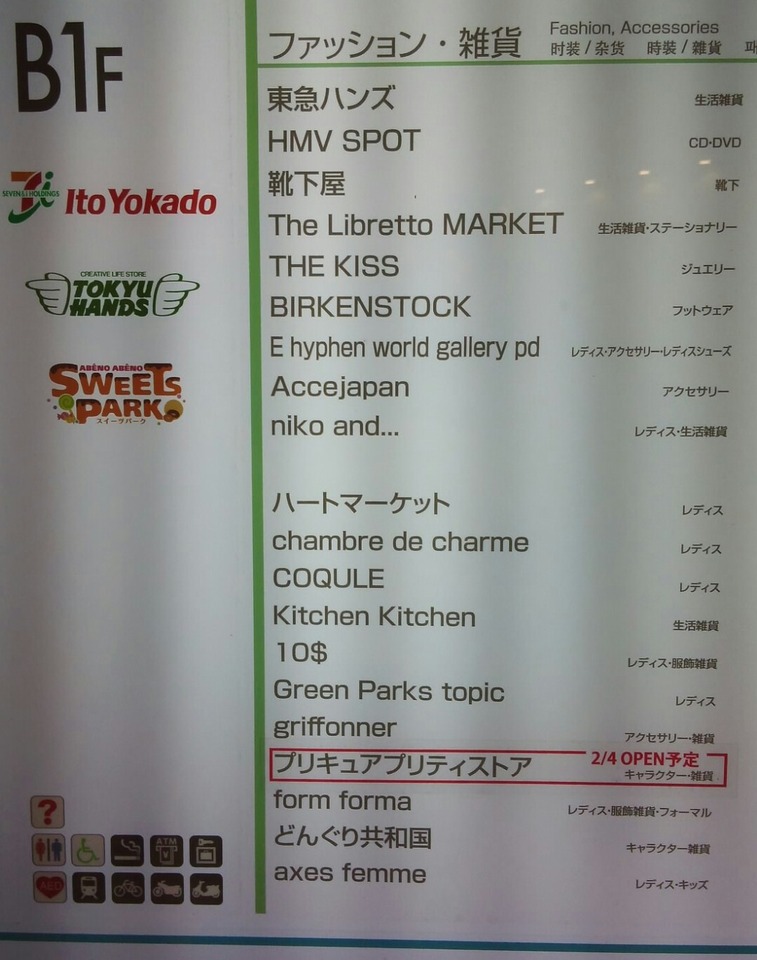 B1F
SEVEN & i HOLDINGS
Ito Yokado
CREATIVE LIFE STORE
TOKYU
HANDS
ABENO ABENO
SWEETS
PARK
スイーツパーク
?
ATM
AED
ファッション・雑貨 Fashion, Accessories
时装 / 杂货 時裝 / 雜貨
東急ハンズ 生活雑貨
HMV SPOT CD・DVD
靴下屋 靴下
The Libretto MARKET 生活雑貨・ステーショナリー
THE KISS ジュエリー
BIRKENSTOCK フットウェア
E hyphen world gallery pd レディス・アクセサリー・レディスシューズ
Accejapan アクセサリー
niko and... レディス・生活雑貨
ハートマーケット レディス
chambre de charme レディス
COQULE レディス
Kitchen Kitchen 生活雑貨
10$ レディス・服飾雑貨
Green Parks topic レディス
griffonner アクセサリー・雑貨
プリキュアプリティストア 2/4 OPEN予定
キャラクター・雑貨
form forma レディス・服飾雑貨・フォーマル
どんぐり共和国 キャラクター雑貨
axes femme レディス・キッズ